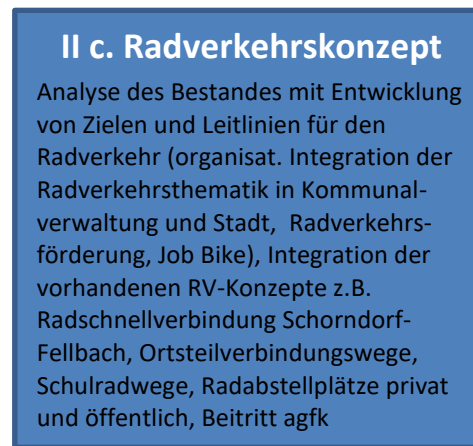 II c. Radverkehrskonzept
Analyse des Bestandes mit Entwicklung
von Zielen und Leitlinien für den
Radverkehr (organisat. Integration der
Radverkehrsthematik in Kommunal-
verwaltung und Stadt,  Radverkehrs-
förderung, Job Bike), Integration der
vorhandenen RV-Konzepte z.B.
Radschnellverbindung Schorndorf-
Fellbach, Ortsteilverbindungswege,
Schulradwege, Radabstellplätze privat
und öffentlich, Beitritt agfk